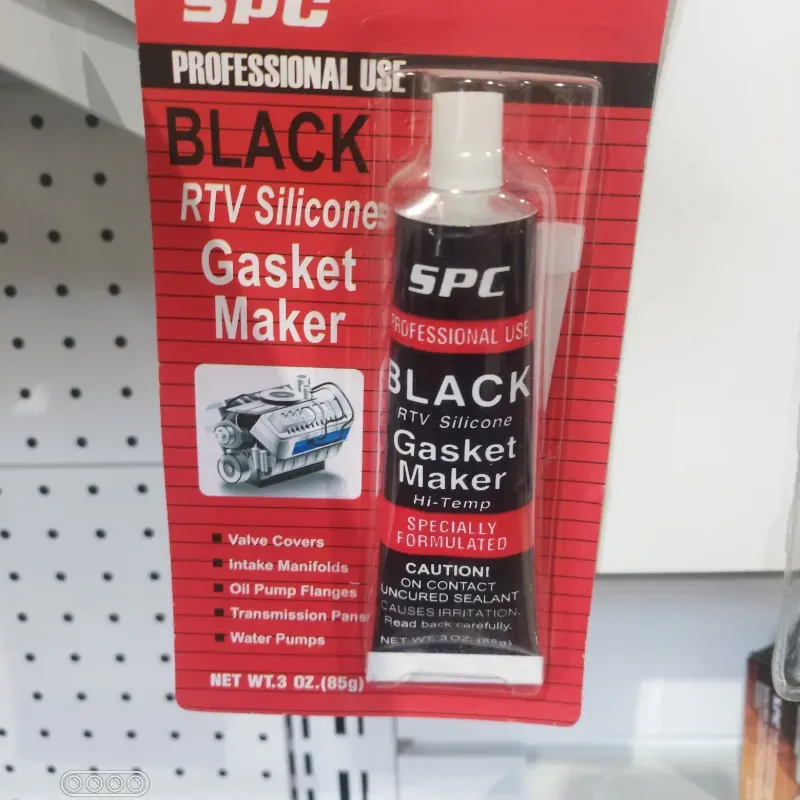 SPC
PROFESSIONAL USE
BLACK
RTV Silicones
Gasket
Maker
Valve Covers
Intake Manifolds
Oil Pump Flanges
Transmission Pans
Water Pumps
NET WT.3 OZ.(85g)
SPC
PROFESSIONAL USE
BLACK
RTV Silicone
Gasket
Maker
Hi-Temp
SPECIALLY
FORMULATED
CAUTION!
ON CONTACT
UNCURED SEALANT
CAUSES IRRITATION.
Read back carefully.
NET WT. 3 OZ. (85g)